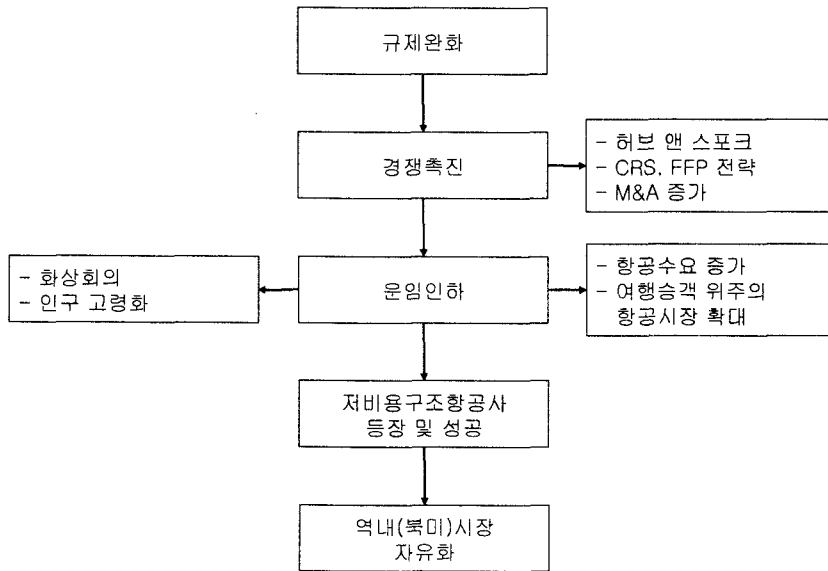 규제완화
경쟁촉진
- 허브 앤 스포크
- CRS, FFP 전략
- M&A 증가
- 화상회의
- 인구 고령화
운임인하
- 항공수요 증가
- 여행승객 위주의
항공시장 확대
저비용구조항공사
등장 및 성공
역내(북미)시장
자유화